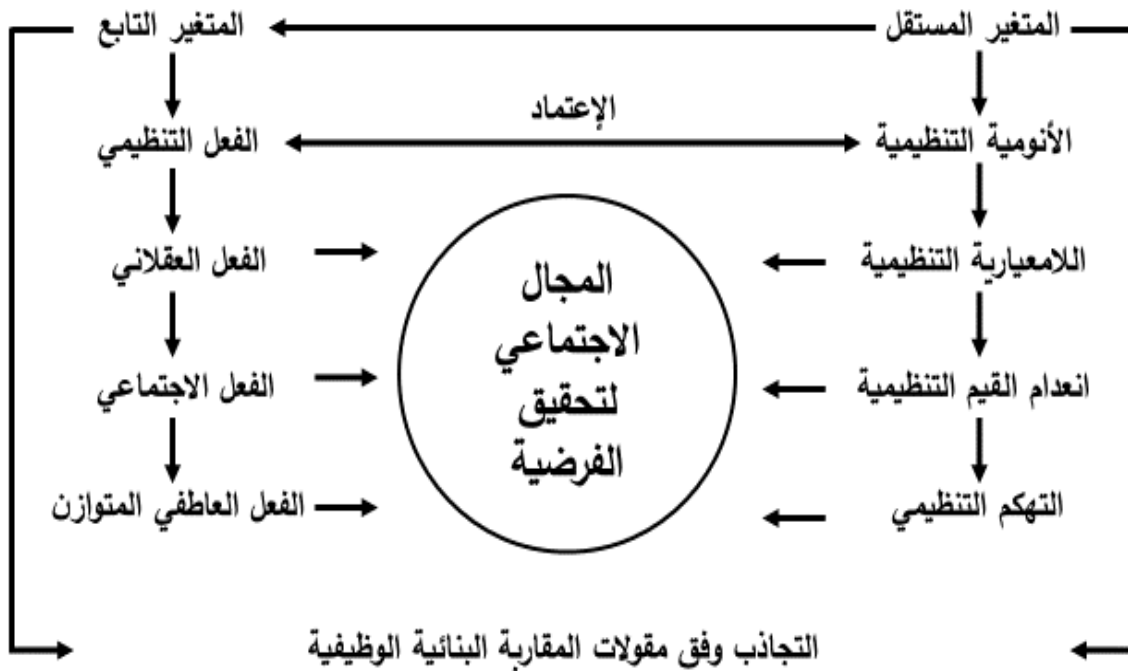 المتغير المستقل
المتغير التابع
الإعتماد
الأنومية التنظيمية
الفعل التنظيمي
اللامعيارية التنظيمية
الفعل العقلاني
المجال
الاجتماعي
لتحقيق
الفرضية
انعدام القيم التنظيمية
الفعل الاجتماعي
التهكم التنظيمي
الفعل العاطفي المتوازن
التجاذب وفق مقولات المقاربة البنائية الوظيفية